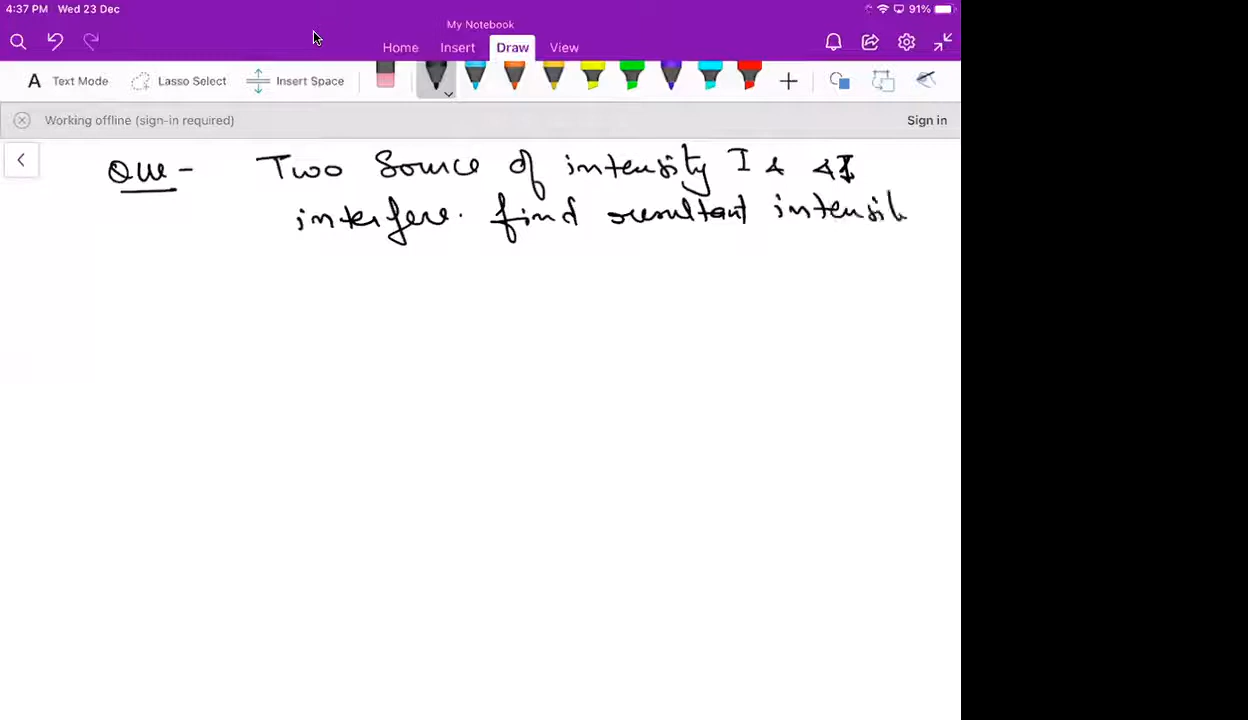 4:37 PM Wed 23 Dec
91%
My Notebook
Home Insert Draw View
A Text Mode Lasso Select Insert Space
Working offline (sign-in required) Sign in
Que - Two Source of intensity I & 4I
interfere. find resultant intensi